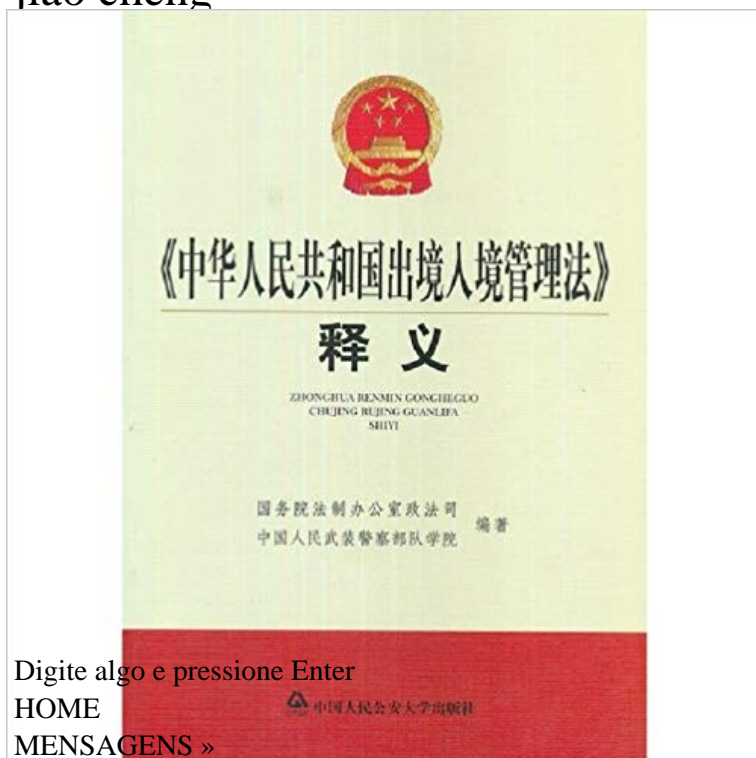 jiao cheng
《中华人民共和国出境入境管理法》
释义
ZHONGHUA RENMIN GONGHEGUO
CHUJING RUJING GUANLIFA
SHIYI
国务院法制办公室政法司
中国人民武装警察部队学院 编著
Digite algo e pressione Enter
HOME
中国人民公安大学出版社
MENSAGENS »